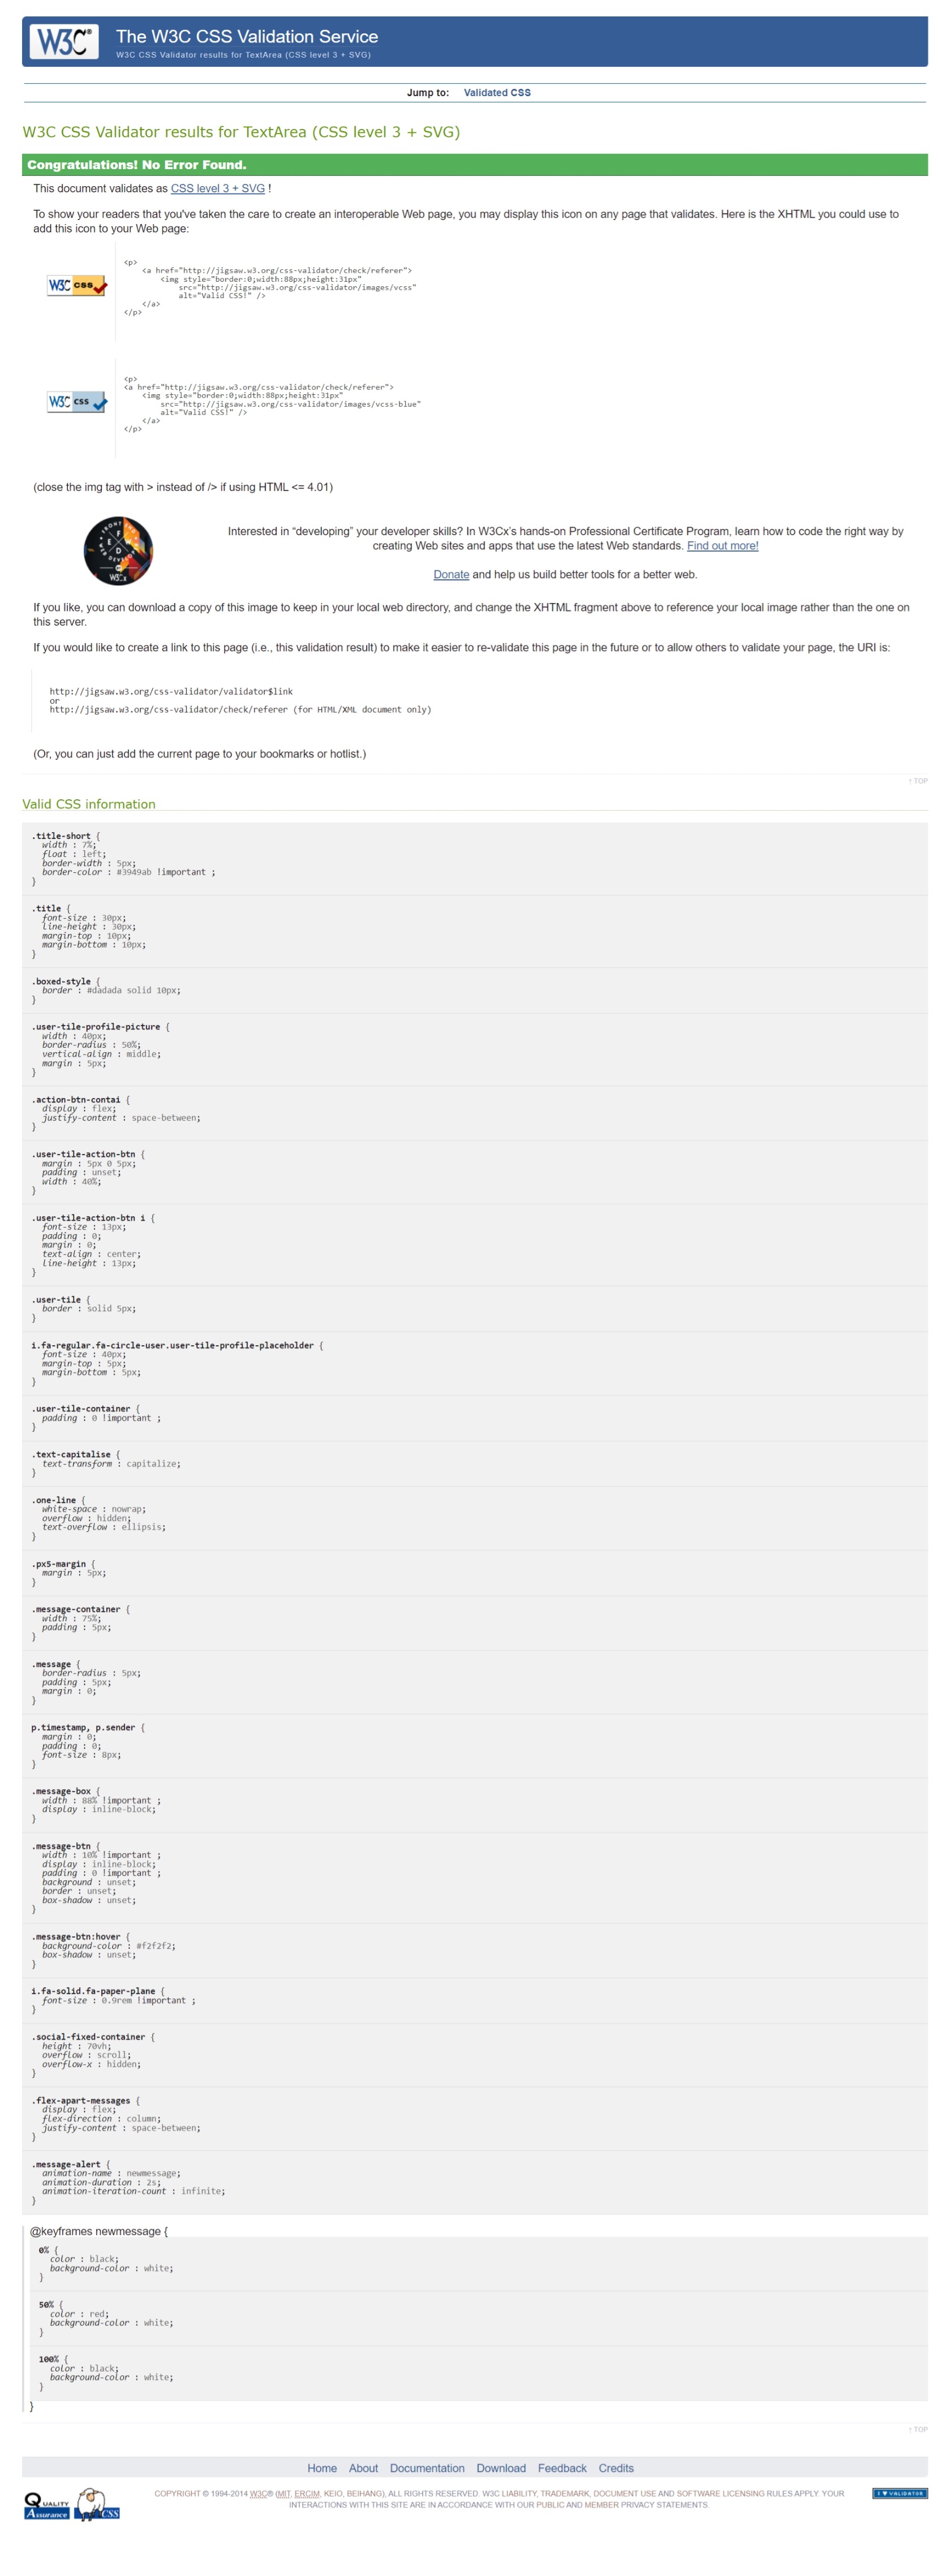 W3C®
The W3C CSS Validation Service
W3C CSS Validator results for TextArea (CSS level 3 + SVG)
Jump to: Validated CSS
W3C CSS Validator results for TextArea (CSS level 3 + SVG)
Congratulations! No Error Found.
This document validates as CSS level 3 + SVG !
To show your readers that you've taken the care to create an interoperable Web page, you may display this icon on any page that validates. Here is the XHTML you could use to
add this icon to your Web page:
W3C css
<p>
<a href="http://jigsaw.w3.org/css-validator/check/referer">
<img style="border:0;width:88px;height:31px"
src="http://jigsaw.w3.org/css-validator/images/vcss"
alt="Valid CSS!" />
</a>
</p>
W3C css
<p>
<a href="http://jigsaw.w3.org/css-validator/check/referer">
<img style="border:0;width:88px;height:31px"
src="http://jigsaw.w3.org/css-validator/images/vcss-blue"
alt="Valid CSS!" />
</a>
</p>
(close the img tag with > instead of /> if using HTML <= 4.01)
W3Cx
Interested in “developing” your developer skills? In W3Cx's hands-on Professional Certificate Program, learn how to code the right way by
creating Web sites and apps that use the latest Web standards. Find out more!
Donate and help us build better tools for a better web.
If you like, you can download a copy of this image to keep in your local web directory, and change the XHTML fragment above to reference your local image rather than the one on
this server.
If you would like to create a link to this page (i.e., this validation result) to make it easier to re-validate this page in the future or to allow others to validate your page, the URI is:
http://jigsaw.w3.org/css-validator/validator$link
or
http://jigsaw.w3.org/css-validator/check/referer (for HTML/XML document only)
(Or, you can just add the current page to your bookmarks or hotlist.)
↑ TOP
Valid CSS information
.title-short {
width : 7%;
float : left;
border-width : 5px;
border-color : #3949ab !important ;
}
.title {
font-size : 30px;
line-height : 30px;
margin-top : 10px;
margin-bottom : 10px;
}
.boxed-style {
border : #dadada solid 10px;
}
.user-tile-profile-picture {
width : 40px;
border-radius : 50%;
vertical-align : middle;
margin : 5px;
}
.action-btn-contai {
display : flex;
justify-content : space-between;
}
.user-tile-action-btn {
margin : 5px 0 5px;
padding : unset;
width : 40%;
}
.user-tile-action-btn i {
font-size : 13px;
padding : 0;
margin : 0;
text-align : center;
line-height : 13px;
}
.user-tile {
border : solid 5px;
}
i.fa-regular.fa-circle-user.user-tile-profile-placeholder {
font-size : 40px;
margin-top : 5px;
margin-bottom : 5px;
}
.user-tile-container {
padding : 0 !important ;
}
.text-capitalise {
text-transform : capitalize;
}
.one-line {
white-space : nowrap;
overflow : hidden;
text-overflow : ellipsis;
}
.px5-margin {
margin : 5px;
}
.message-container {
width : 75%;
padding : 5px;
}
.message {
border-radius : 5px;
padding : 5px;
margin : 0;
}
p.timestamp, p.sender {
margin : 0;
padding : 0;
font-size : 8px;
}
.message-box {
width : 88% !important ;
display : inline-block;
}
.message-btn {
width : 10% !important ;
display : inline-block;
padding : 0 !important ;
background : unset;
border : unset;
box-shadow : unset;
}
.message-btn:hover {
background-color : #f2f2f2;
box-shadow : unset;
}
i.fa-solid.fa-paper-plane {
font-size : 0.9rem !important ;
}
.social-fixed-container {
height : 70vh;
overflow : scroll;
overflow-x : hidden;
}
.flex-apart-messages {
display : flex;
flex-direction : column;
justify-content : space-between;
}
.message-alert {
animation-name : newmessage;
animation-duration : 2s;
animation-iteration-count : infinite;
}
@keyframes newmessage {
0% {
color : black;
background-color : white;
}
50% {
color : red;
background-color : white;
}
100% {
color : black;
background-color : white;
}
}
↑ TOP
Home About Documentation Download Feedback Credits
QUALITY
Assurance
CSS
COPYRIGHT © 1994-2014 W3C® (MIT, ERCIM, KEIO, BEIHANG), ALL RIGHTS RESERVED. W3C LIABILITY, TRADEMARK, DOCUMENT USE AND SOFTWARE LICENSING RULES APPLY. YOUR
INTERACTIONS WITH THIS SITE ARE IN ACCORDANCE WITH OUR PUBLIC AND MEMBER PRIVACY STATEMENTS.
I ♥ VALIDATOR